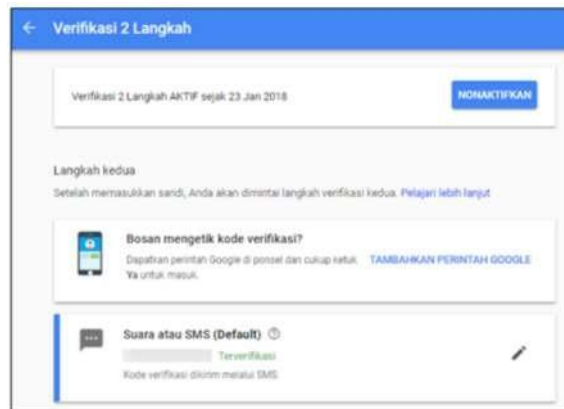 Verifikasi 2 Langkah
Verifikasi 2 Langkah AKTIF sejak 23 Jan 2018
NONAKTIFKAN
Langkah kedua
Setelah memasukkan sandi, Anda akan dimintai langkah verifikasi kedua. Pelajari lebih lanjut
Bosan mengetik kode verifikasi?
Dapatkan perintah Google di ponsel dan cukup ketuk
Ya untuk masuk.
TAMBAHKAN PERINTAH GOOGLE
Suara atau SMS (Default)
Terverifikasi
Kode verifikasi dikirim melalui SMS.